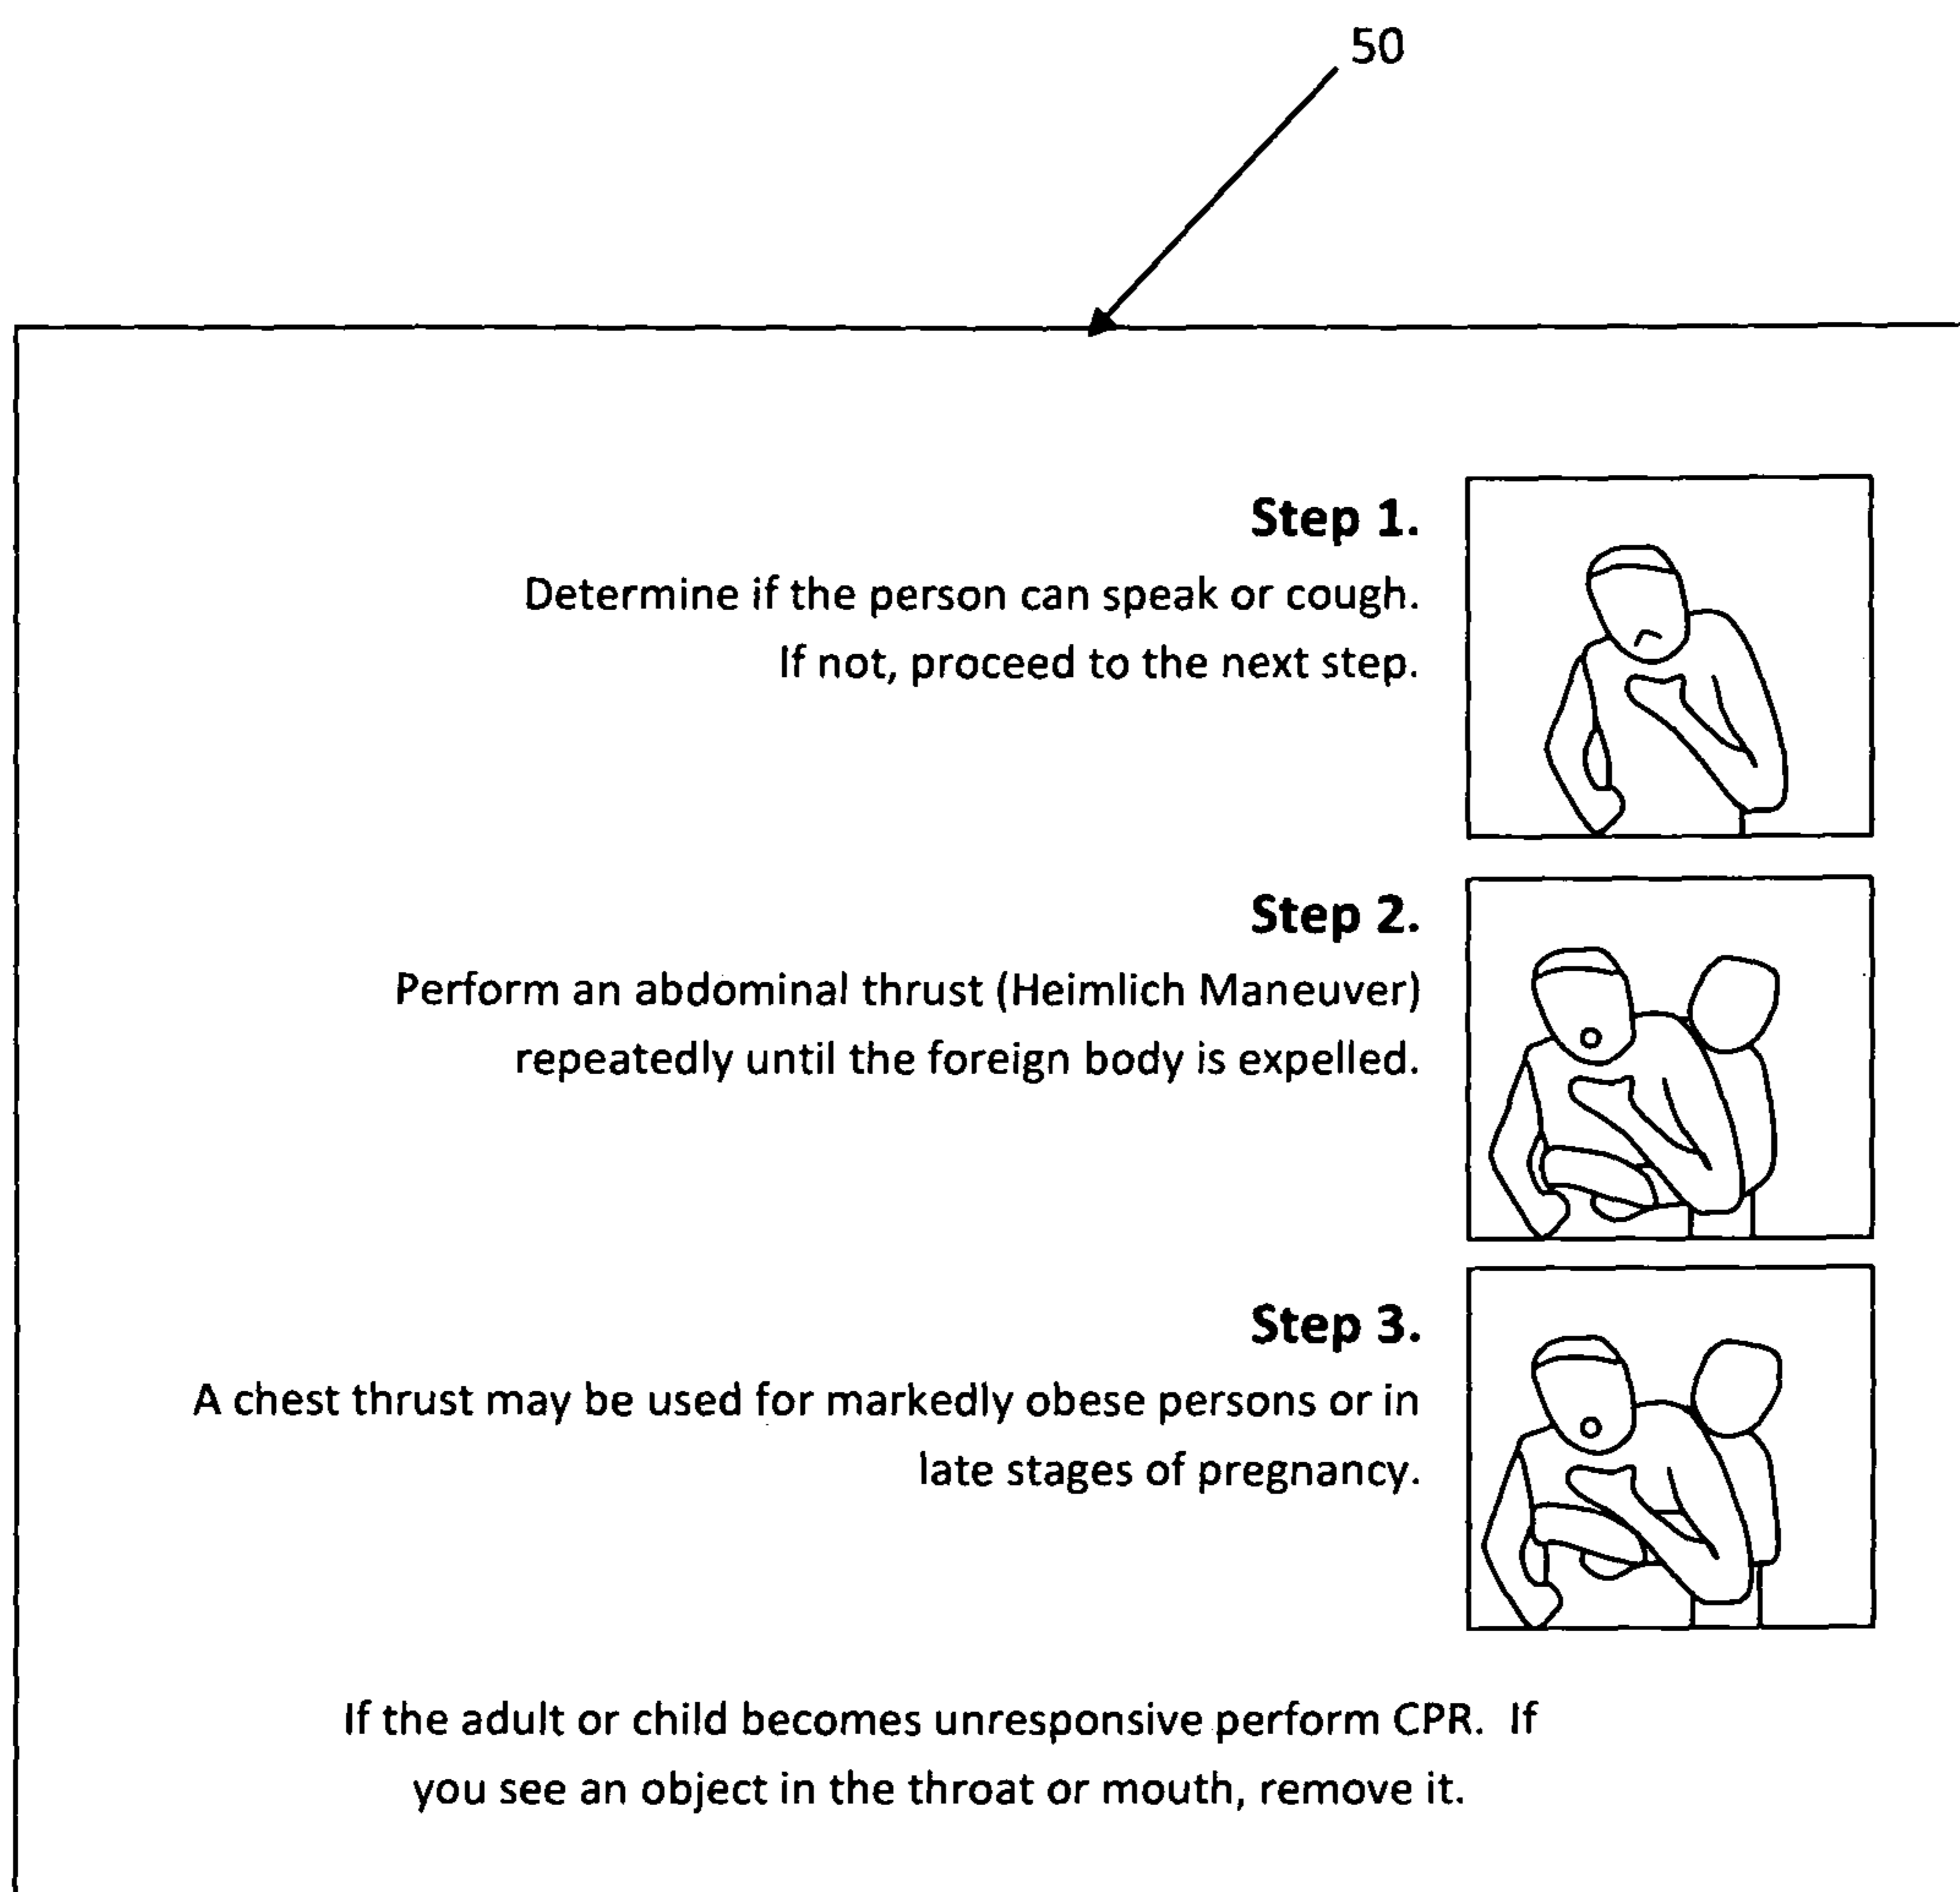 50
Step 1.
Determine if the person can speak or cough.
If not, proceed to the next step.
Step 2.
Perform an abdominal thrust (Heimlich Maneuver)
repeatedly until the foreign body is expelled.
Step 3.
A chest thrust may be used for markedly obese persons or in
late stages of pregnancy.
If the adult or child becomes unresponsive perform CPR.  If
you see an object in the throat or mouth, remove it.